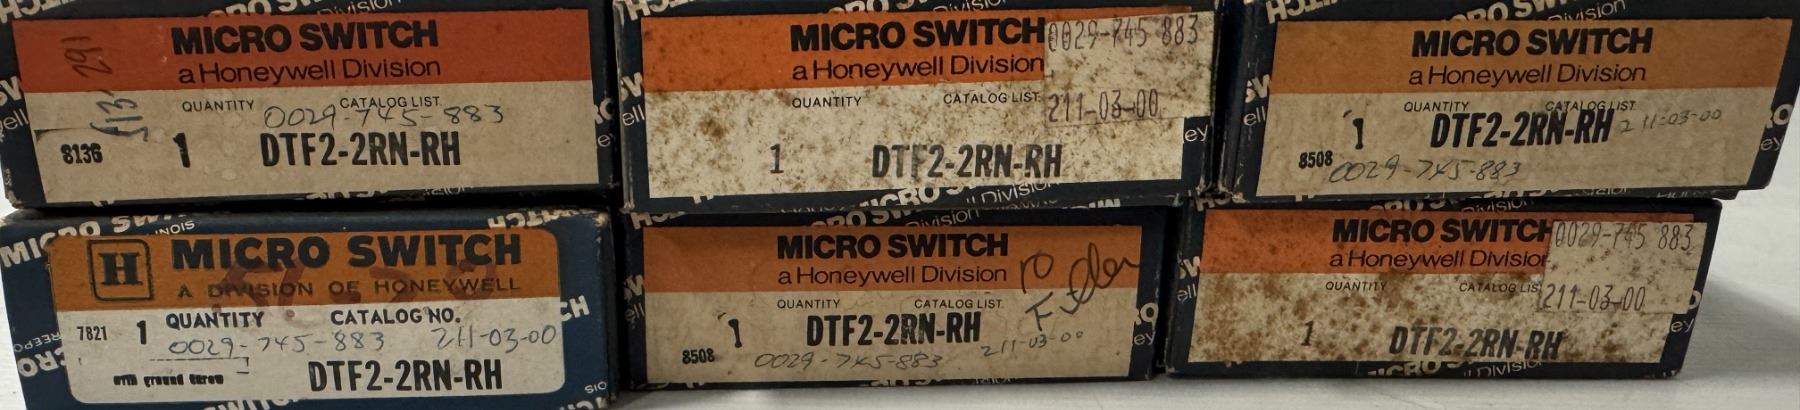 MICRO SWITCH
a Honeywell Division
QUANTITY CATALOG LIST.
0029-745-883
8136 1 DTF2-2RN-RH
MICRO SWITCH 0029-745 883
a Honeywell Division
QUANTITY CATALOG LIST. 211-03-00
1 DTF2-2RN-RH
MICRO SWITCH
a Honeywell Division
QUANTITY CATALOG LIST.
1 DTF2-2RN-RH 211-03-00
8508 0029-745-883
H MICRO SWITCH
A DIVISION OF HONEYWELL
7821 1 QUANTITY CATALOG NO.
0029-745-883 211-03-00
DTF2-2RN-RH
MICRO SWITCH
a Honeywell Division
QUANTITY CATALOG LIST.
1 DTF2-2RN-RH
8508 0029-745-883 211-03-00
MICRO SWITCH 0029-745 883
a Honeywell Division
QUANTITY CATALOG LIS
211-03-00
1 DTF2-2RN-RH